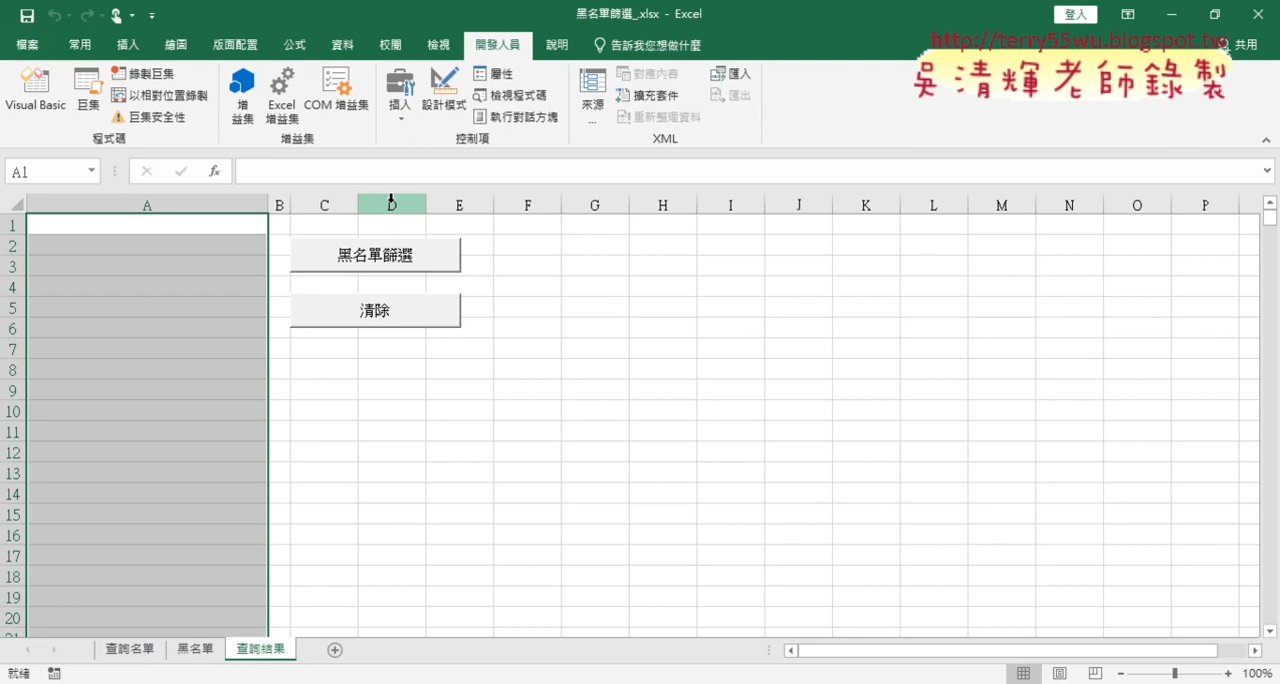 黑名單篩選_.xlsx - Excel
登入
檔案 常用 插入 繪圖 版面配置 公式 資料 校閱 檢視 開發人員 說明 告訴我您想做什麼 共用
http://terry55wu.blogspot.tw
吳清輝老師錄製
Visual Basic
巨集
錄製巨集
以相對位置錄製
巨集安全性
程式碼
增益集
Excel 增益集
COM 增益集
增益集
插入
設計模式
屬性
檢視程式碼
執行對話方塊
控制項
來源...
對應內容
擴充套件
重新整理資料
匯入
匯出
XML
A1
fx
A B C D E F G H I J K L M N O P
1
2
3
4
5
6
7
8
9
10
11
12
13
14
15
16
17
18
19
20
黑名單篩選
清除
查詢名單 黑名單 查詢結果
就緒
100%